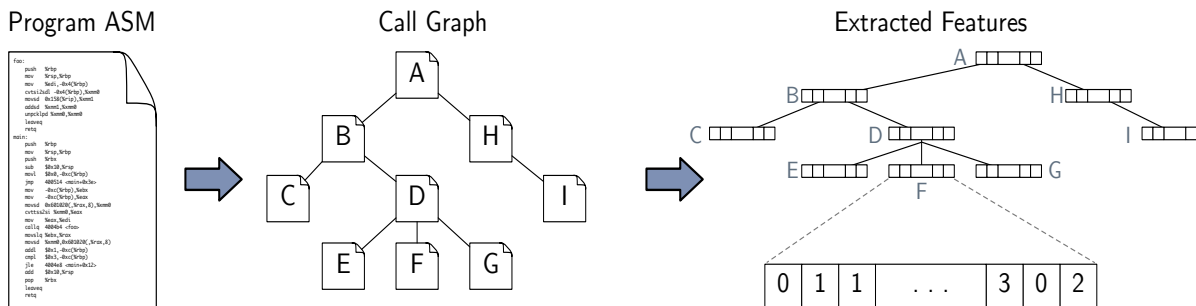 Program ASM
foo:
push %rbp
mov %rsp,%rbp
mov %edi,-0x4(%rbp)
cvtsi2sdl -0x4(%rbp),%xmm0
movsd 0x158(%rip),%xmm1
addsd %xmm1,%xmm0
unpcklpd %xmm0,%xmm0
leaveq
retq
main:
push %rbp
mov %rsp,%rbp
push %rbx
sub $0x10,%rsp
movl $0x0,-0xc(%rbp)
jmp 400514 <main+0x3e>
mov -0xc(%rbp),%ebx
mov -0xc(%rbp),%eax
movsd 0x601020(,%rax,8),%xmm0
cvttss2si %xmm0,%eax
mov %eax,%edi
callq 4004b4 <foo>
movslq %ebx,%rax
movsd %xmm0,0x601020(,%rax,8)
addl $0x1,-0xc(%rbp)
cmpl $0x3,-0xc(%rbp)
jle 4004e8 <main+0x12>
add $0x10,%rsp
pop %rbx
leaveq
retq
Call Graph
A
B H
C D I
E F G
Extracted Features
A
B H
C D I
E F G
0 1 1 . . . 3 0 2